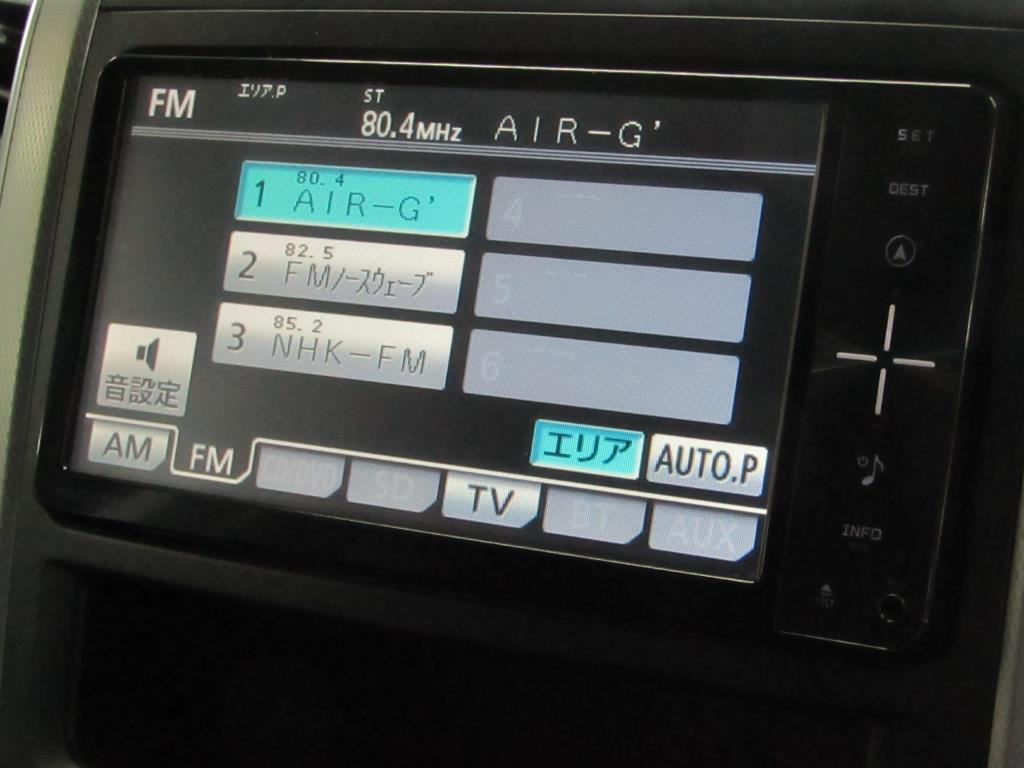 FM エリア.P ST
80.4MHz AIR-G'
1 80.4 AIR-G'
4
2 82.5 FMノースウェーブ
5
3 85.2 NHK-FM
6
音設定
エリア AUTO.P
AM FM CD/DVD SD TV BT AUX
SET
DEST
INFO